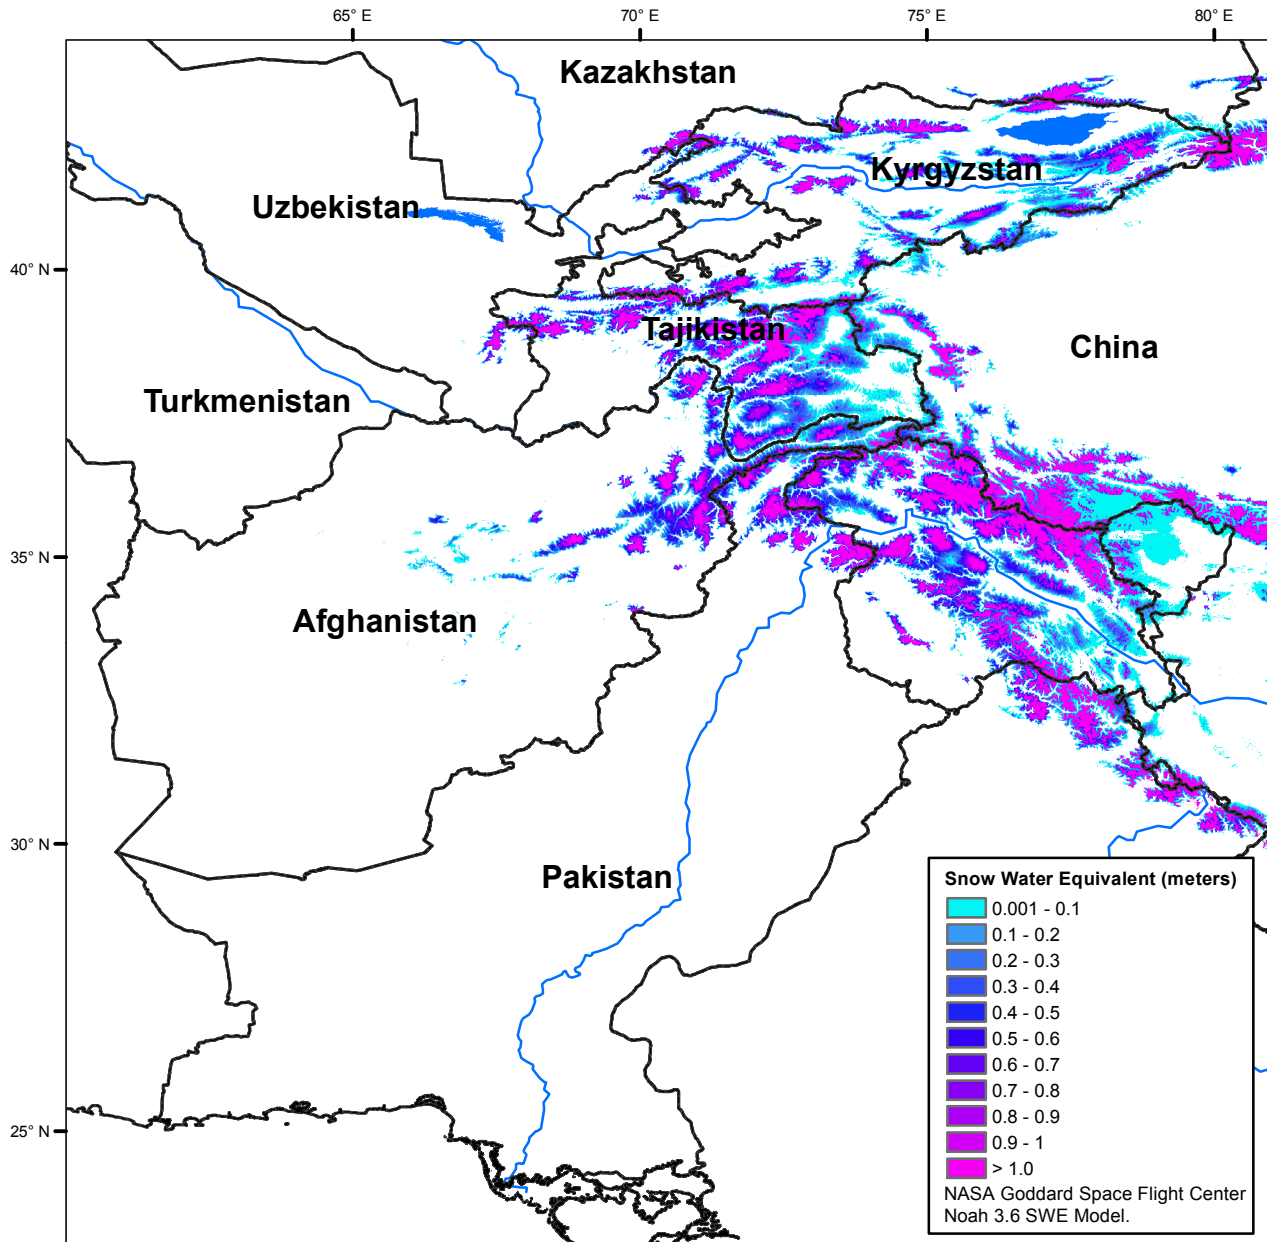 65° E
70° E
75° E
80° E
Kazakhstan
Kyrgyzstan
Uzbekistan
40° N
Tajikistan
China
Turkmenistan
35° N
Afghanistan
30° N
Pakistan
25° N
Snow Water Equivalent (meters)
0.001 - 0.1
0.1 - 0.2
0.2 - 0.3
0.3 - 0.4
0.4 - 0.5
0.5 - 0.6
0.6 - 0.7
0.7 - 0.8
0.8 - 0.9
0.9 - 1
> 1.0
NASA Goddard Space Flight Center
Noah 3.6 SWE Model.